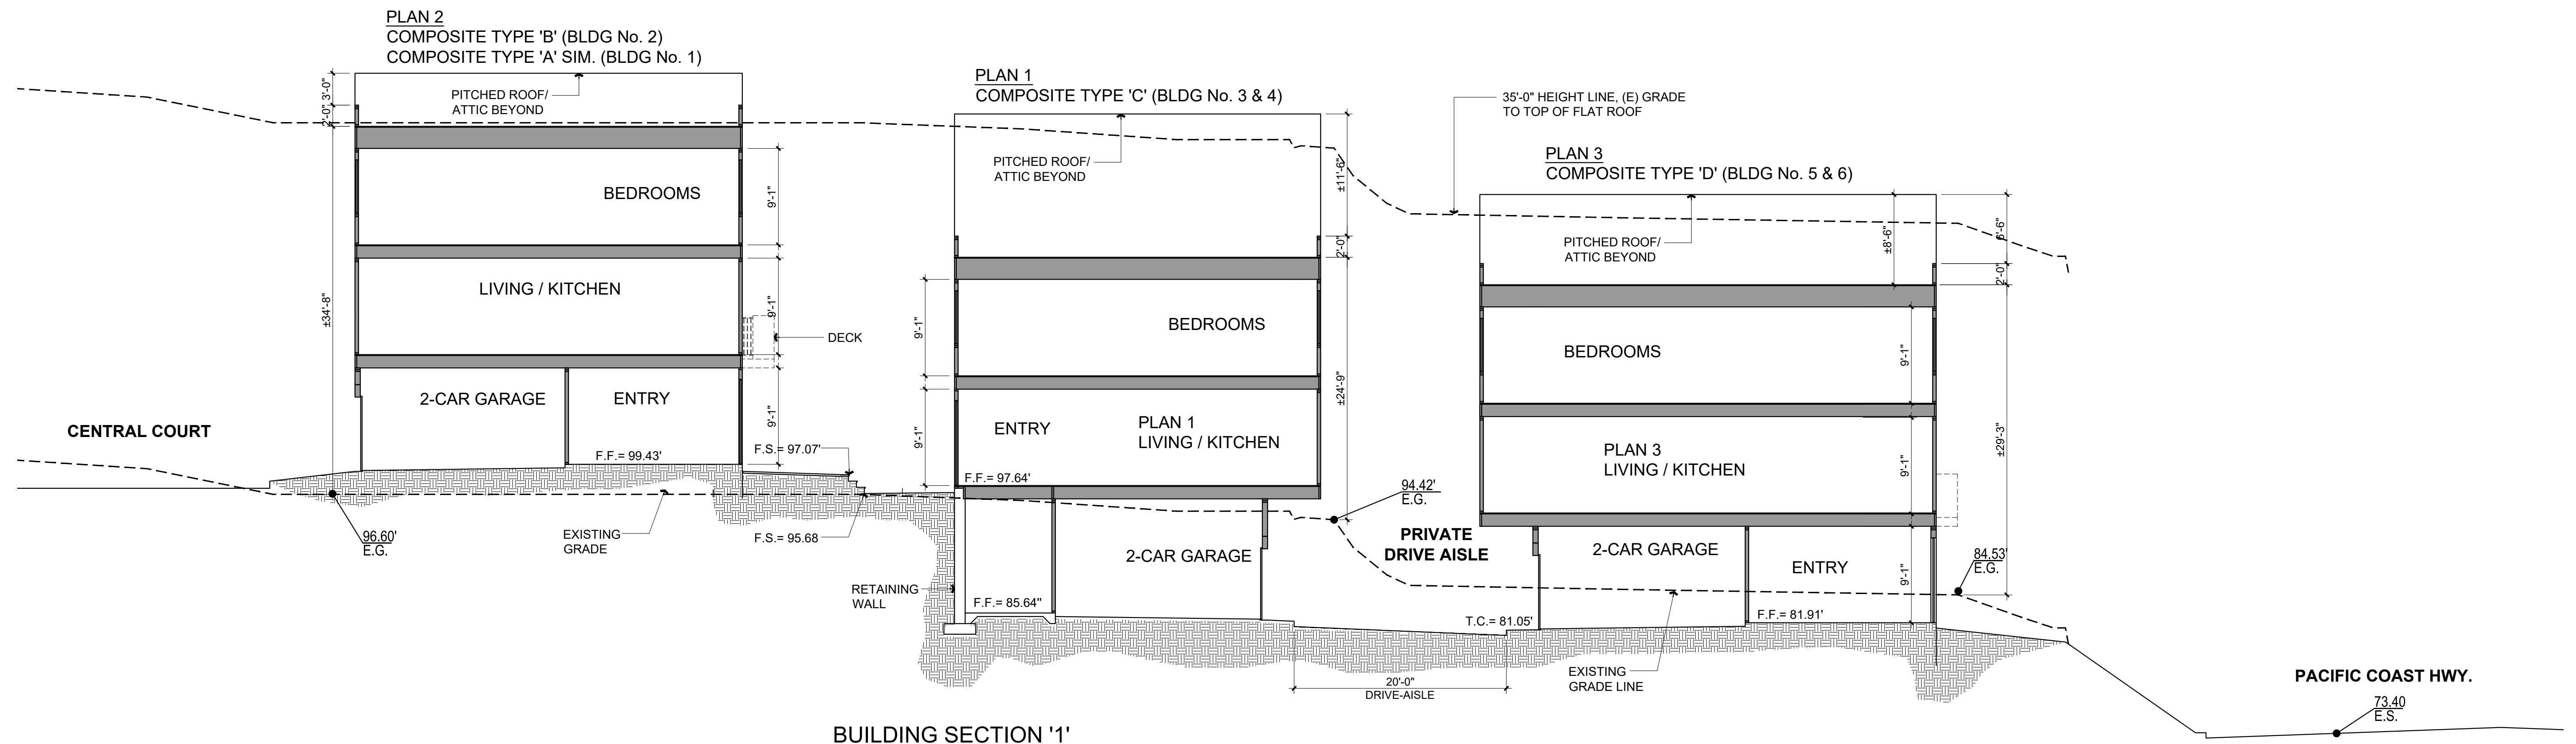 PLAN 2
COMPOSITE TYPE 'B' (BLDG No. 2)
COMPOSITE TYPE 'A' SIM. (BLDG No. 1)
3'-0"
2'-0"
PITCHED ROOF/
ATTIC BEYOND
BEDROOMS
9'-1"
LIVING / KITCHEN
9'-1"
±34'-8"
DECK
2-CAR GARAGE
ENTRY
9'-1"
F.F.= 99.43'
F.S.= 97.07'
CENTRAL COURT
96.60'
E.G.
EXISTING
GRADE
F.S.= 95.68
PLAN 1
COMPOSITE TYPE 'C' (BLDG No. 3 & 4)
PITCHED ROOF/
ATTIC BEYOND
±11'-6"
2'-0"
BEDROOMS
9'-1"
±24'-9"
ENTRY
PLAN 1
LIVING / KITCHEN
9'-1"
F.F.= 97.64'
2-CAR GARAGE
RETAINING
WALL
F.F.= 85.64"
94.42'
E.G.
PRIVATE
DRIVE AISLE
T.C.= 81.05'
20'-0"
DRIVE-AISLE
35'-0" HEIGHT LINE, (E) GRADE
TO TOP OF FLAT ROOF
PLAN 3
COMPOSITE TYPE 'D' (BLDG No. 5 & 6)
PITCHED ROOF/
ATTIC BEYOND
±8'-6"
6'-6"
2'-0"
BEDROOMS
9'-1"
PLAN 3
LIVING / KITCHEN
9'-1"
±29'-3"
2-CAR GARAGE
ENTRY
9'-1"
F.F.= 81.91'
84.53'
E.G.
EXISTING
GRADE LINE
PACIFIC COAST HWY.
73.40
E.S.
BUILDING SECTION '1'